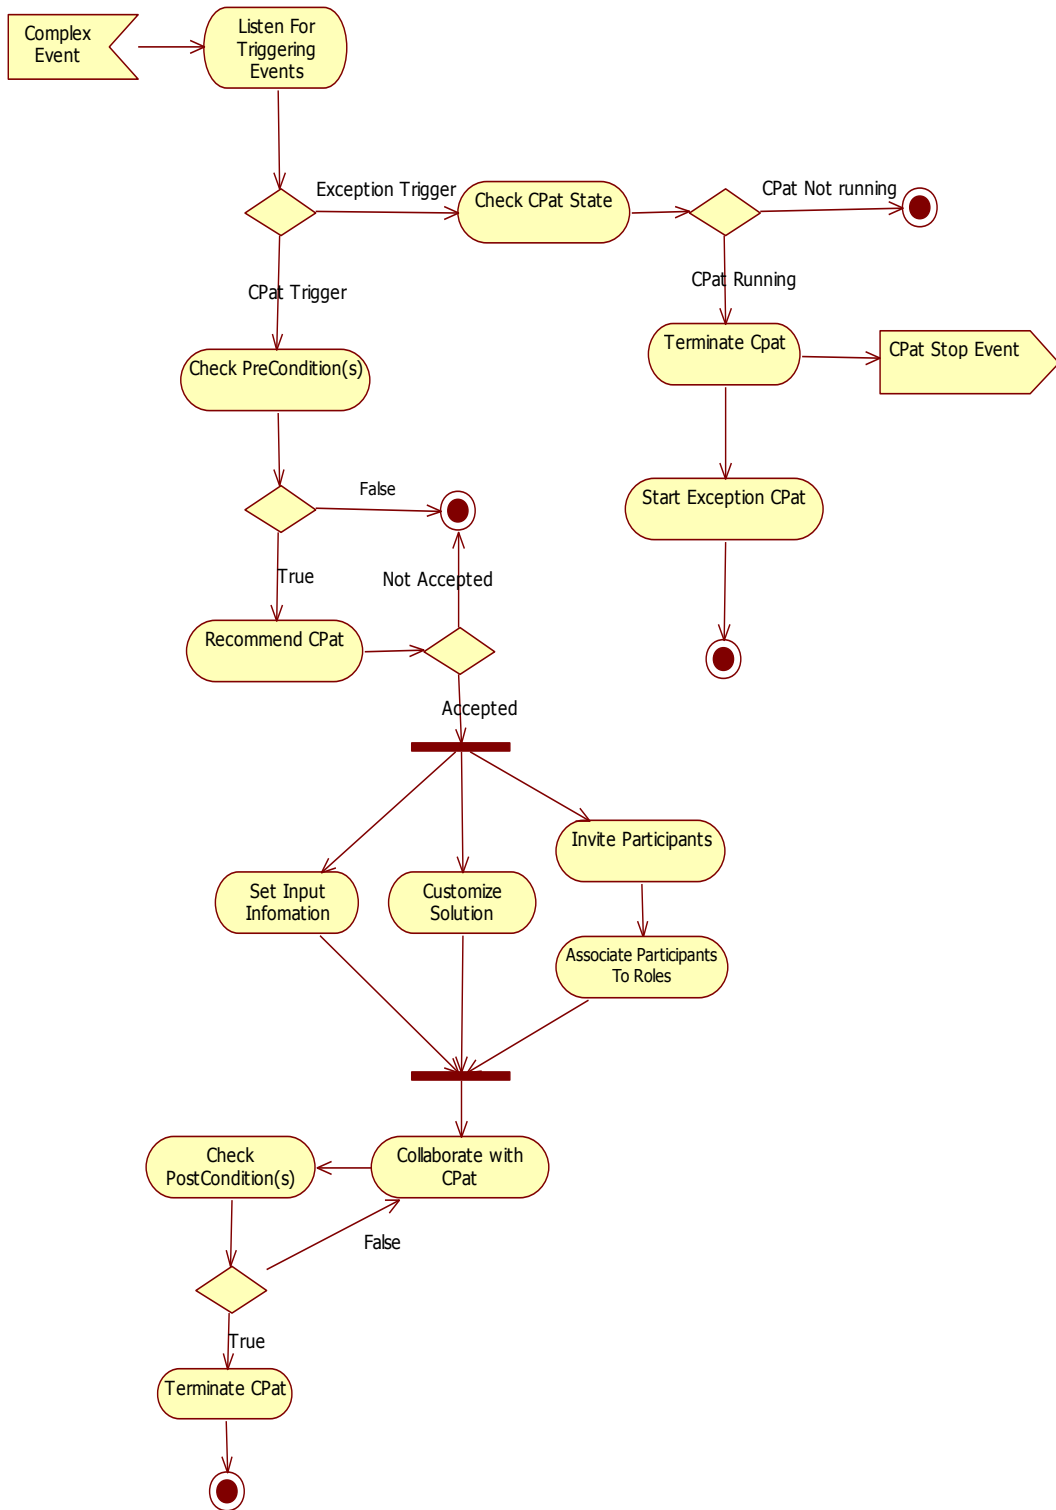 Complex
Event
Listen For
Triggering
Events
Exception Trigger
Check CPat State
CPat Not running
CPat Trigger
CPat Running
Check PreCondition(s)
Terminate Cpat
CPat Stop Event
False
Start Exception CPat
True
Not Accepted
Recommend CPat
Accepted
Invite Participants
Set Input
Infomation
Customize
Solution
Associate Participants
To Roles
Check
PostCondition(s)
Collaborate with
CPat
False
True
Terminate CPat